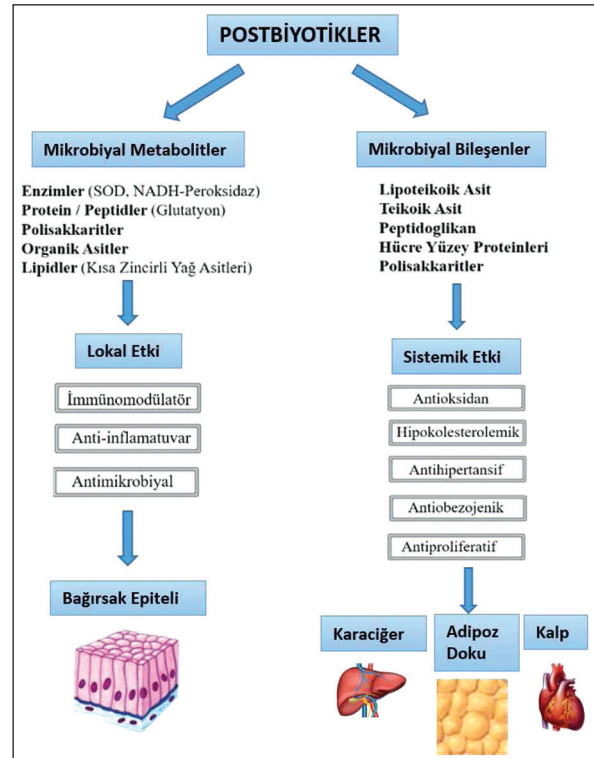 POSTBİYOTİKLER
Mikrobiyal Metabolitler
Enzimler (SOD, NADH-Peroksidaz)
Protein / Peptidler (Glutatyon)
Polisakkaritler
Organik Asitler
Lipidler (Kısa Zincirli Yağ Asitleri)
Lokal Etki
İmmünomodülatör
Anti-inflamatuvar
Antimikrobiyal
Bağırsak Epiteli
Mikrobiyal Bileşenler
Lipoteikoik Asit
Teikoik Asit
Peptidoglikan
Hücre Yüzey Proteinleri
Polisakkaritler
Sistemik Etki
Antioksidan
Hipokolesterolemik
Antihipertansif
Antiobezojenik
Antiproliferatif
Karaciğer
Adipoz
Doku
Kalp